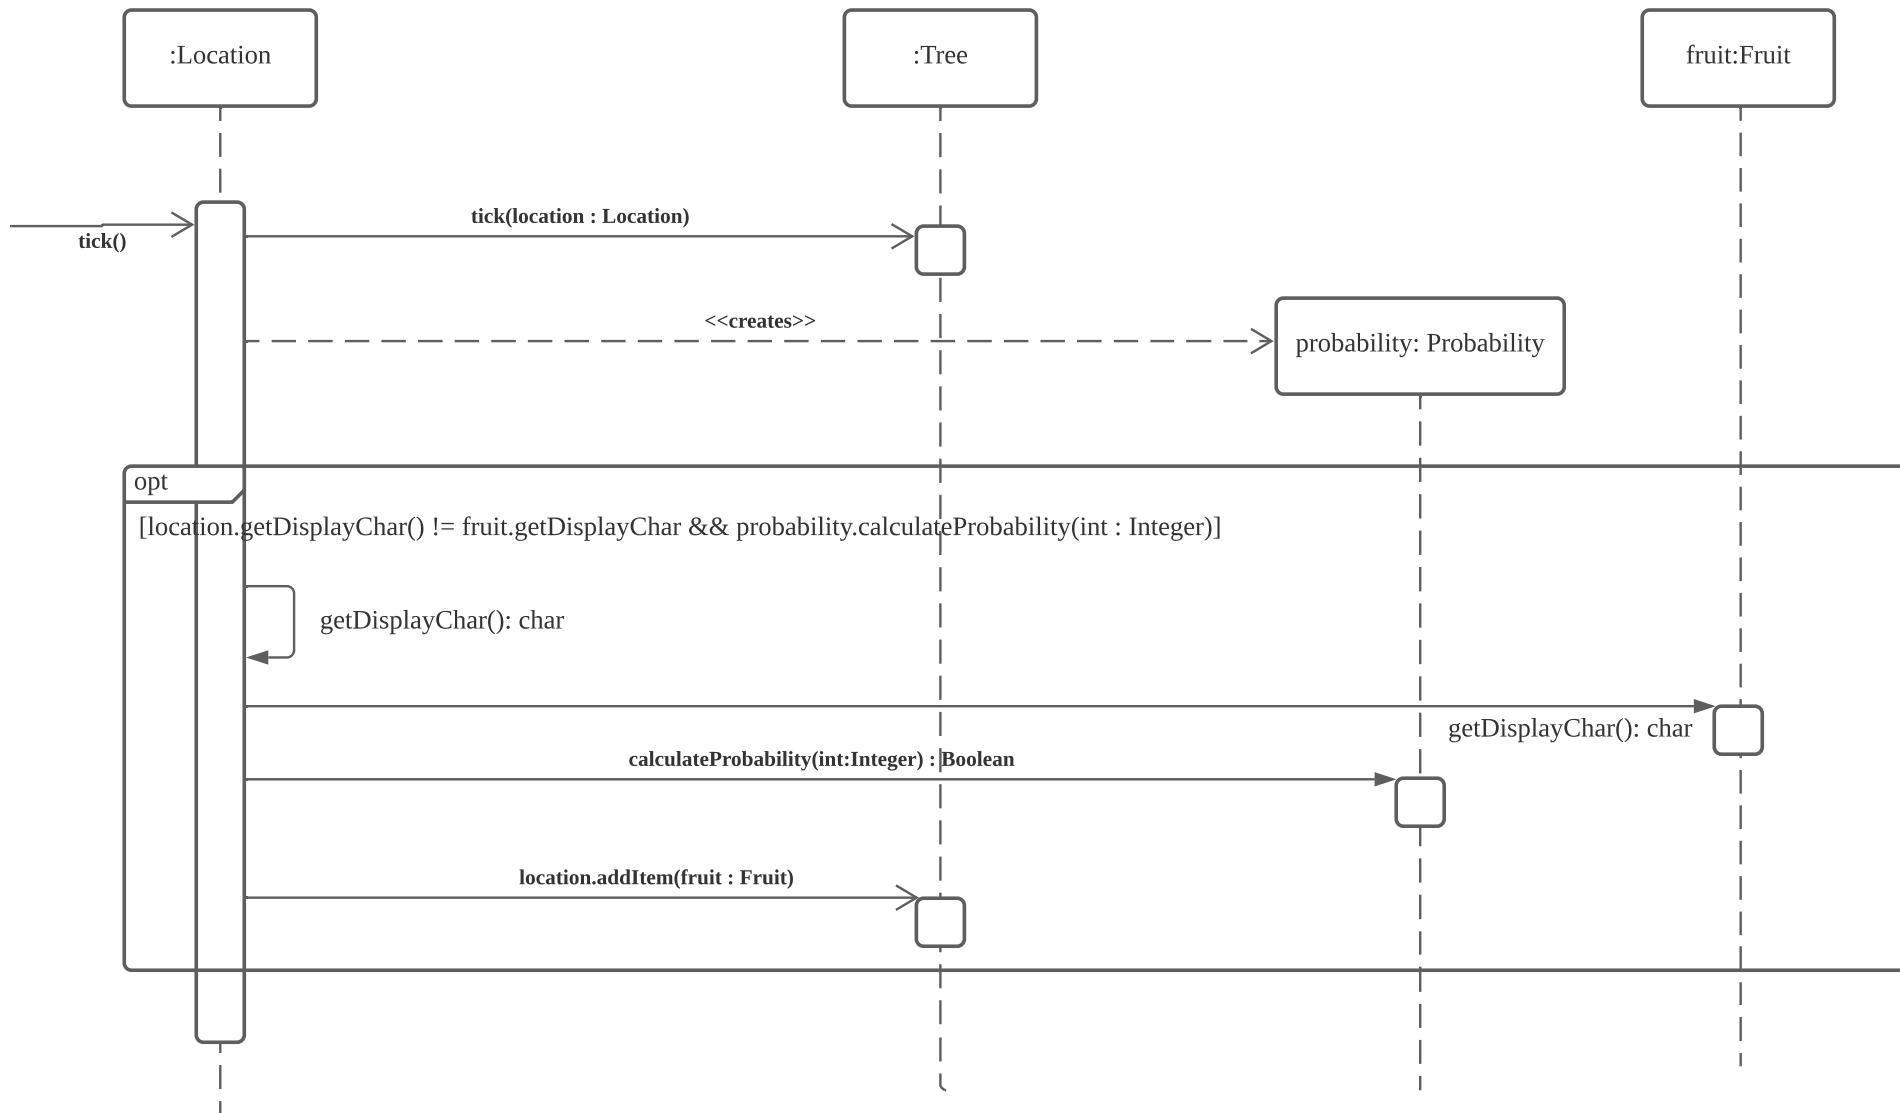 :Location
:Tree
fruit:Fruit
tick(location : Location)
tick()
<<creates>>
probability: Probability
opt
[location.getDisplayChar() != fruit.getDisplayChar && probability.calculateProbability(int : Integer)]
getDisplayChar(): char
getDisplayChar(): char
calculateProbability(int:Integer) : Boolean
location.addItem(fruit : Fruit)